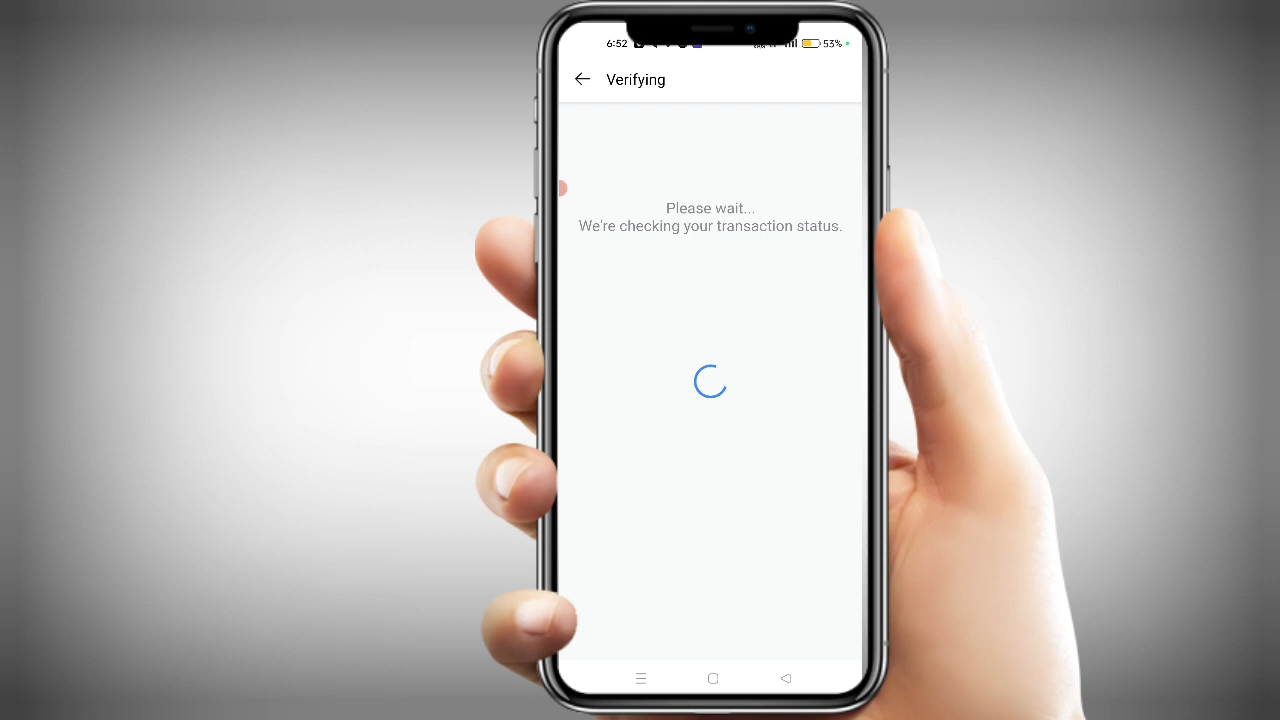 6:52
53%
Verifying
Please wait...
We're checking your transaction status.